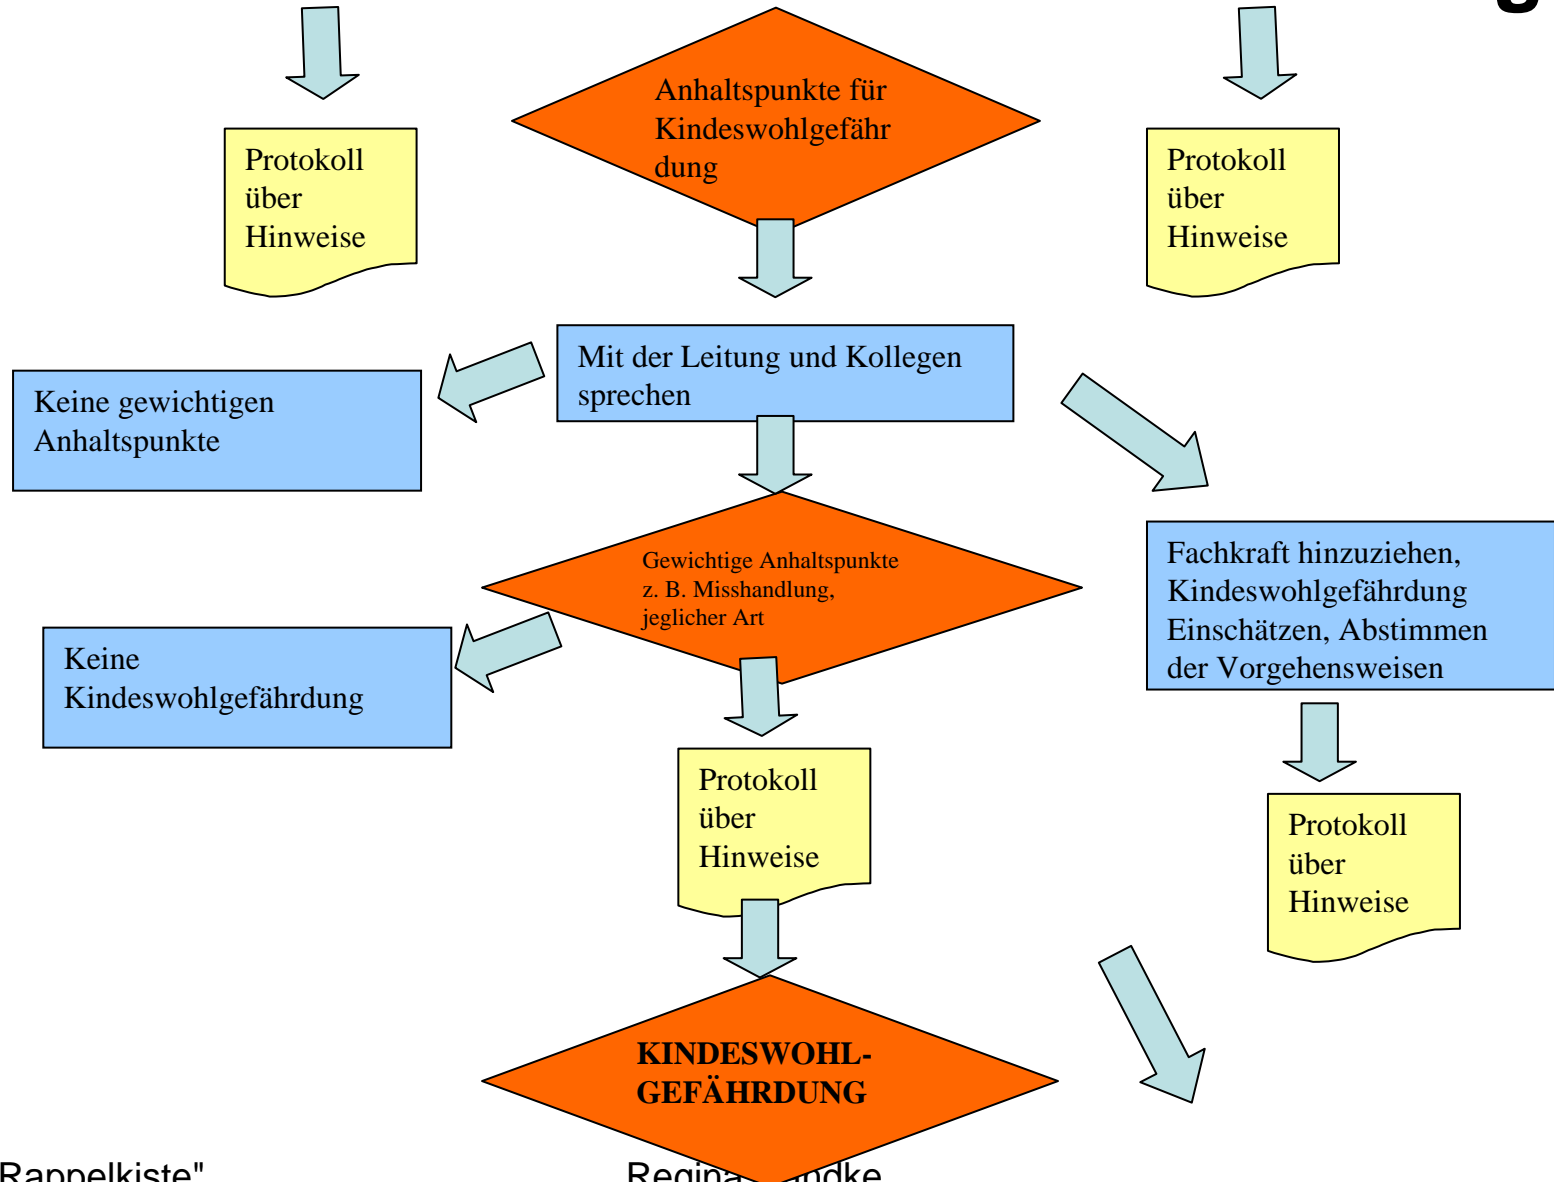 g
Anhaltspunkte für
Kindeswohlgefähr
dung
Protokoll
über
Hinweise
Protokoll
über
Hinweise
Mit der Leitung und Kollegen
sprechen
Keine gewichtigen
Anhaltspunkte
Gewichtige Anhaltspunkte
z. B. Misshandlung,
jeglicher Art
Fachkraft hinzuziehen,
Kindeswohlgefährdung
Einschätzen, Abstimmen
der Vorgehensweisen
Keine
Kindeswohlgefährdung
Protokoll
über
Hinweise
Protokoll
über
Hinweise
KINDESWOHL-
GEFÄHRDUNG
Rappelkiste"
Regina